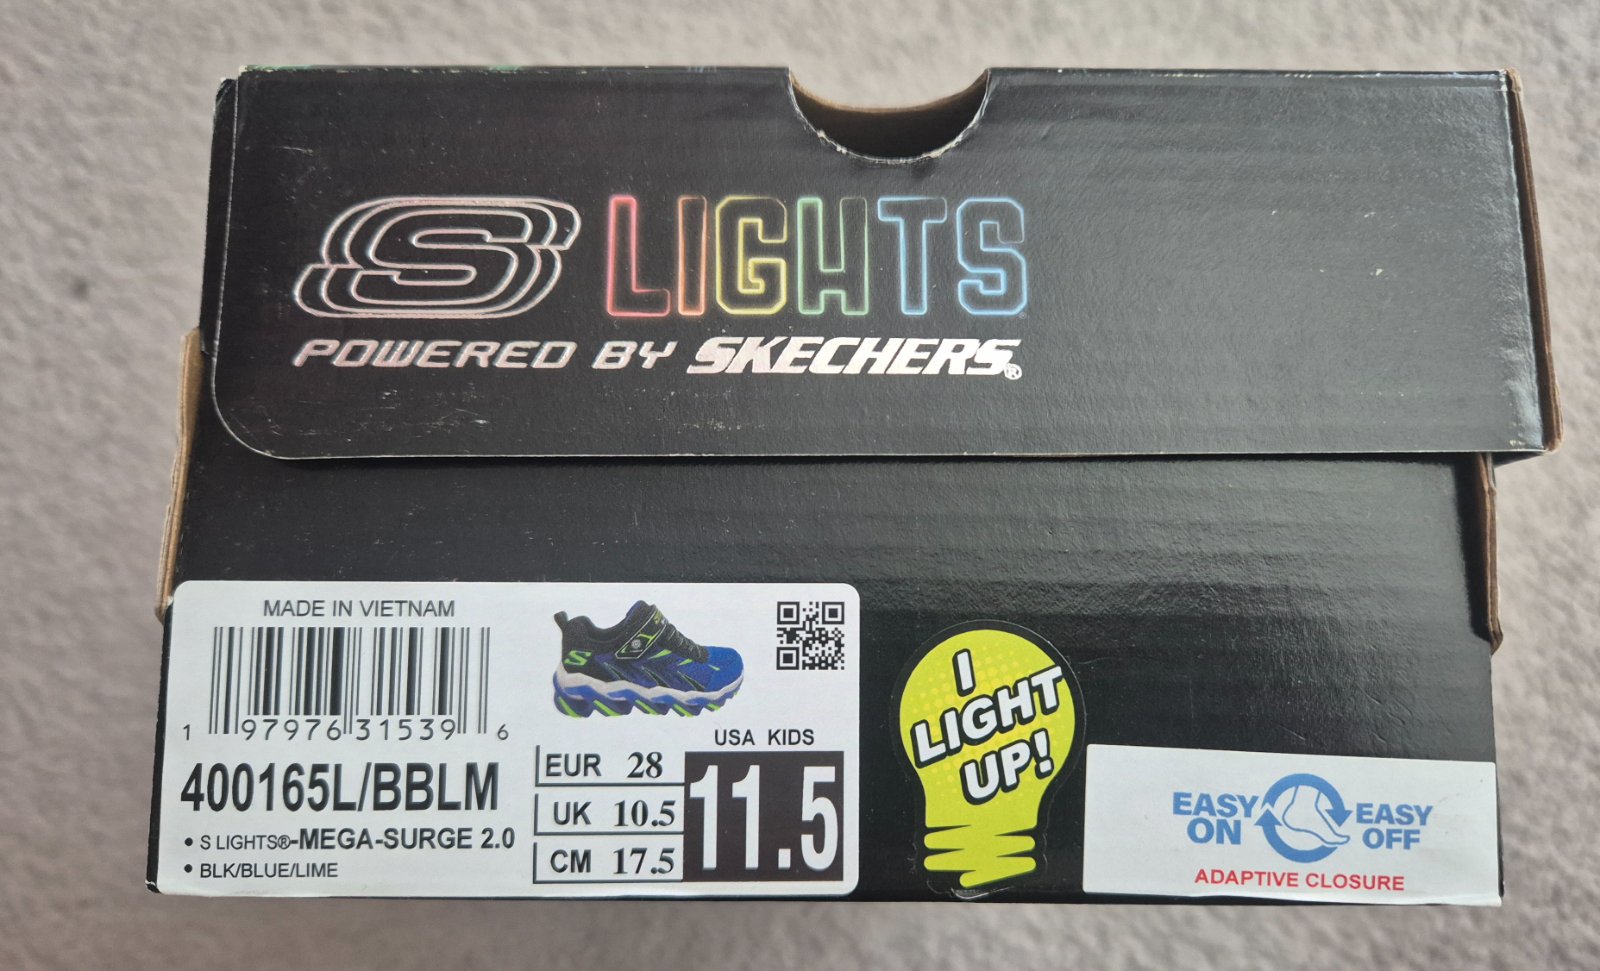 S LIGHTS
POWERED BY SKECHERS®
MADE IN VIETNAM
1 97976 31539 6
400165L/BBLM
• S LIGHTS®-MEGA-SURGE 2.0
• BLK/BLUE/LIME
USA KIDS
11.5
EUR 28
UK 10.5
CM 17.5
I
LIGHT
UP!
EASY ON
EASY OFF
ADAPTIVE CLOSURE